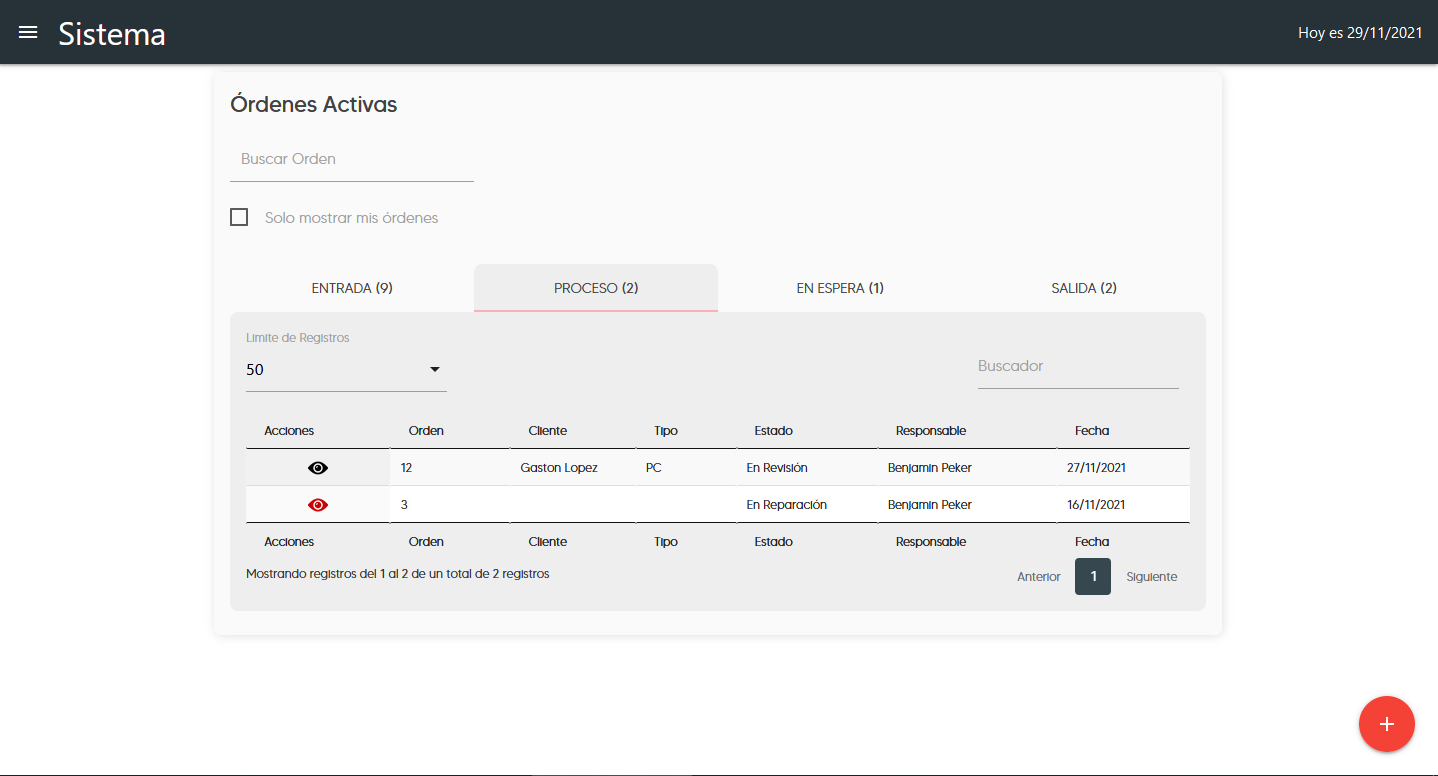 Sistema
Hoy es 29/11/2021
Órdenes Activas
Buscar Orden
Solo mostrar mis órdenes
ENTRADA (9) PROCESO (2) EN ESPERA (1) SALIDA (2)
Limite de Registros
50
Buscador
Acciones Orden Cliente Tipo Estado Responsable Fecha
12 Gaston Lopez PC En Revisión Benjamin Peker 27/11/2021
3 En Reparación Benjamin Peker 16/11/2021
Acciones Orden Cliente Tipo Estado Responsable Fecha
Mostrando registros del 1 al 2 de un total de 2 registros
Anterior 1 Siguiente